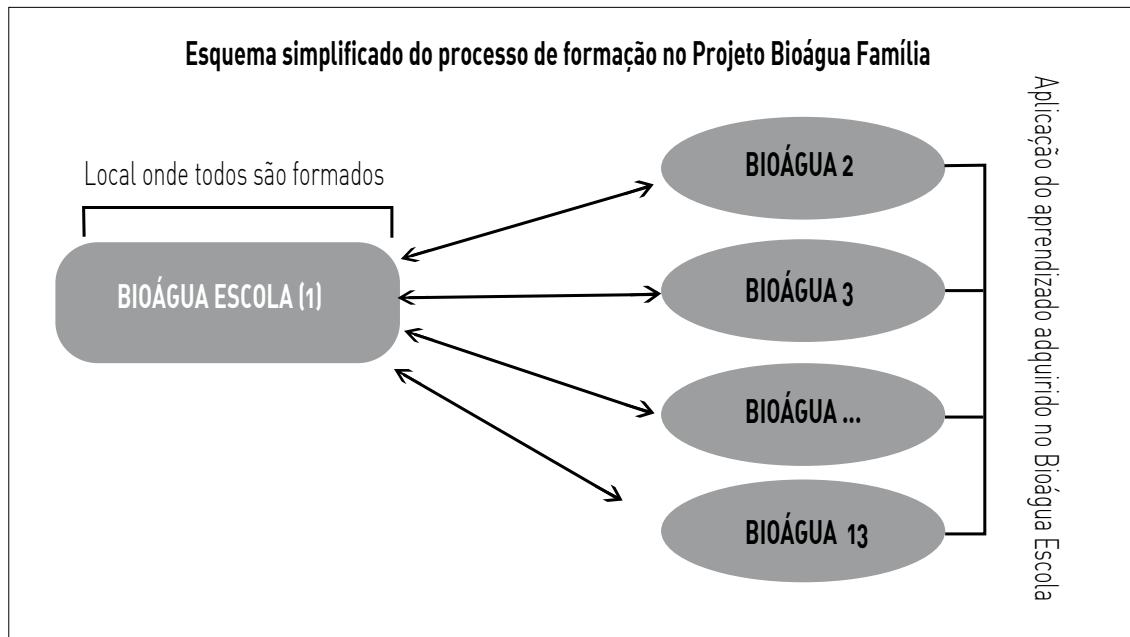 Esquema simplificado do processo de formação no Projeto Bioágua Família
Local onde todos são formados
BIOÁGUA ESCOLA (1)
BIOÁGUA 2
BIOÁGUA 3
BIOÁGUA ...
BIOÁGUA 13
Aplicação do aprendizado adquirido no Bioágua Escola